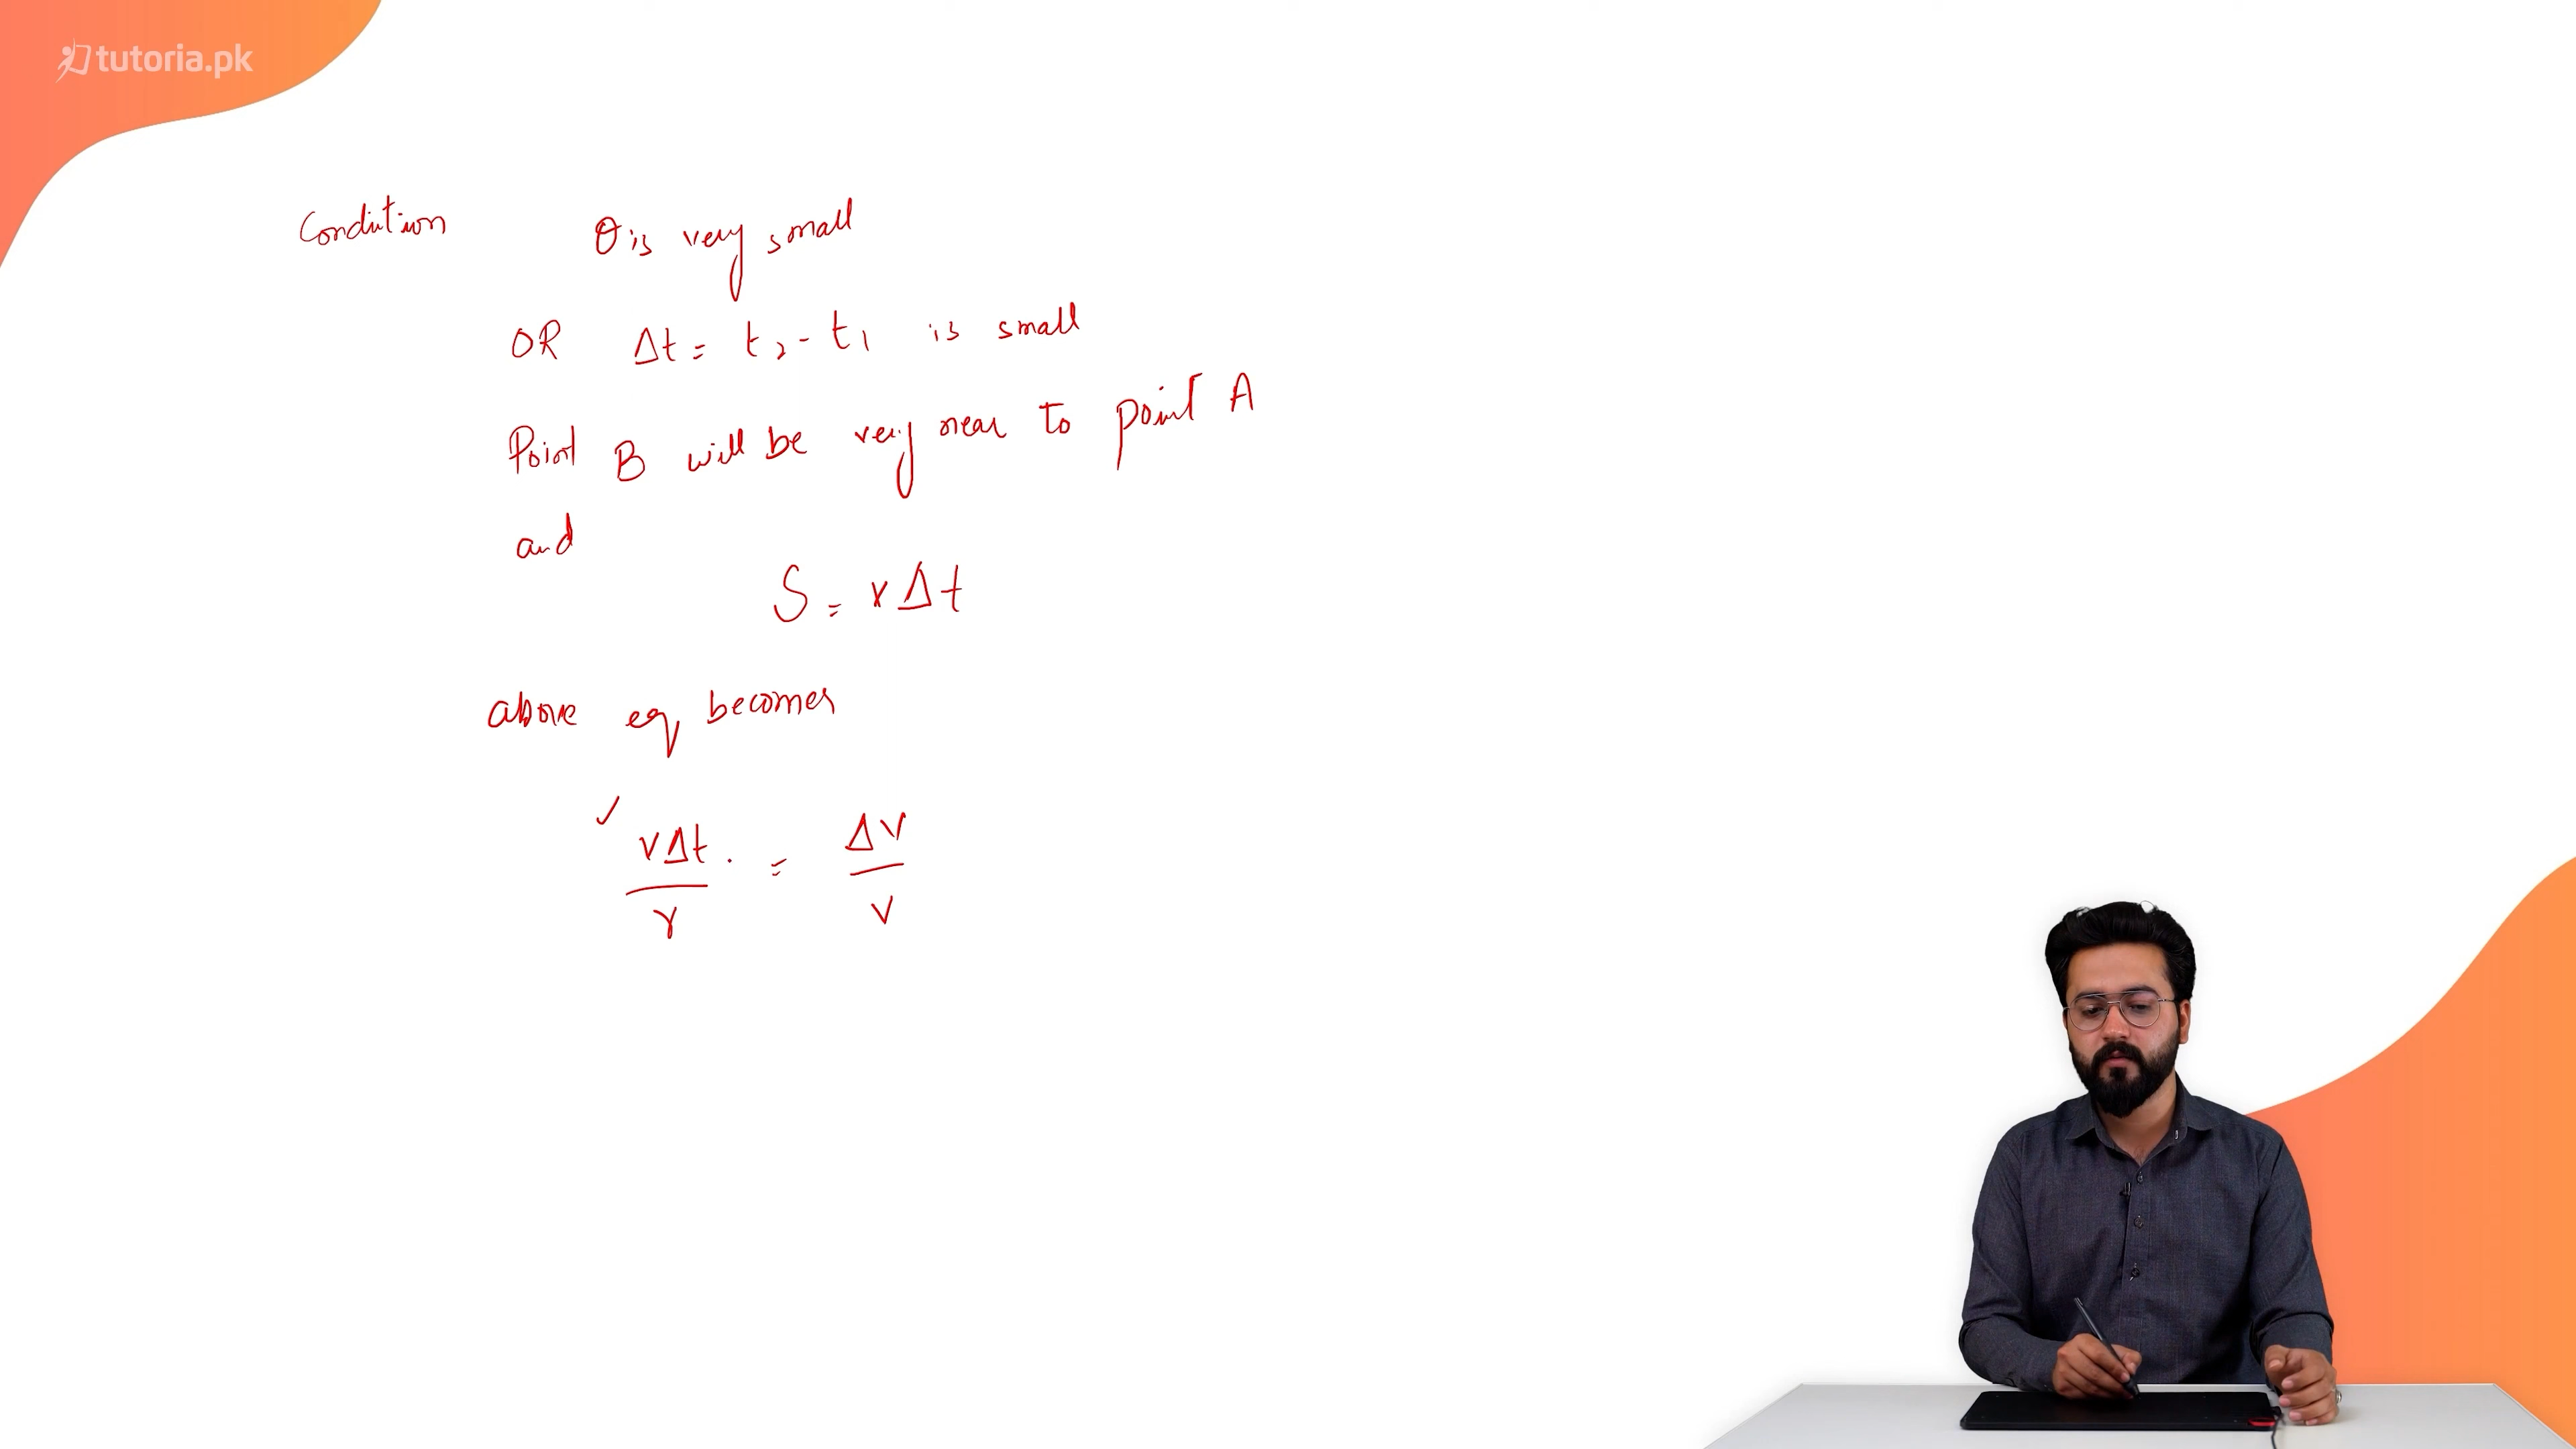 tutoria.pk
Condition θ is very small
OR Δt = t₂ - t₁ is small
Point B will be very near to point A
and
S = vΔt
above eq becomes
✓ vΔt/r . = Δv/v